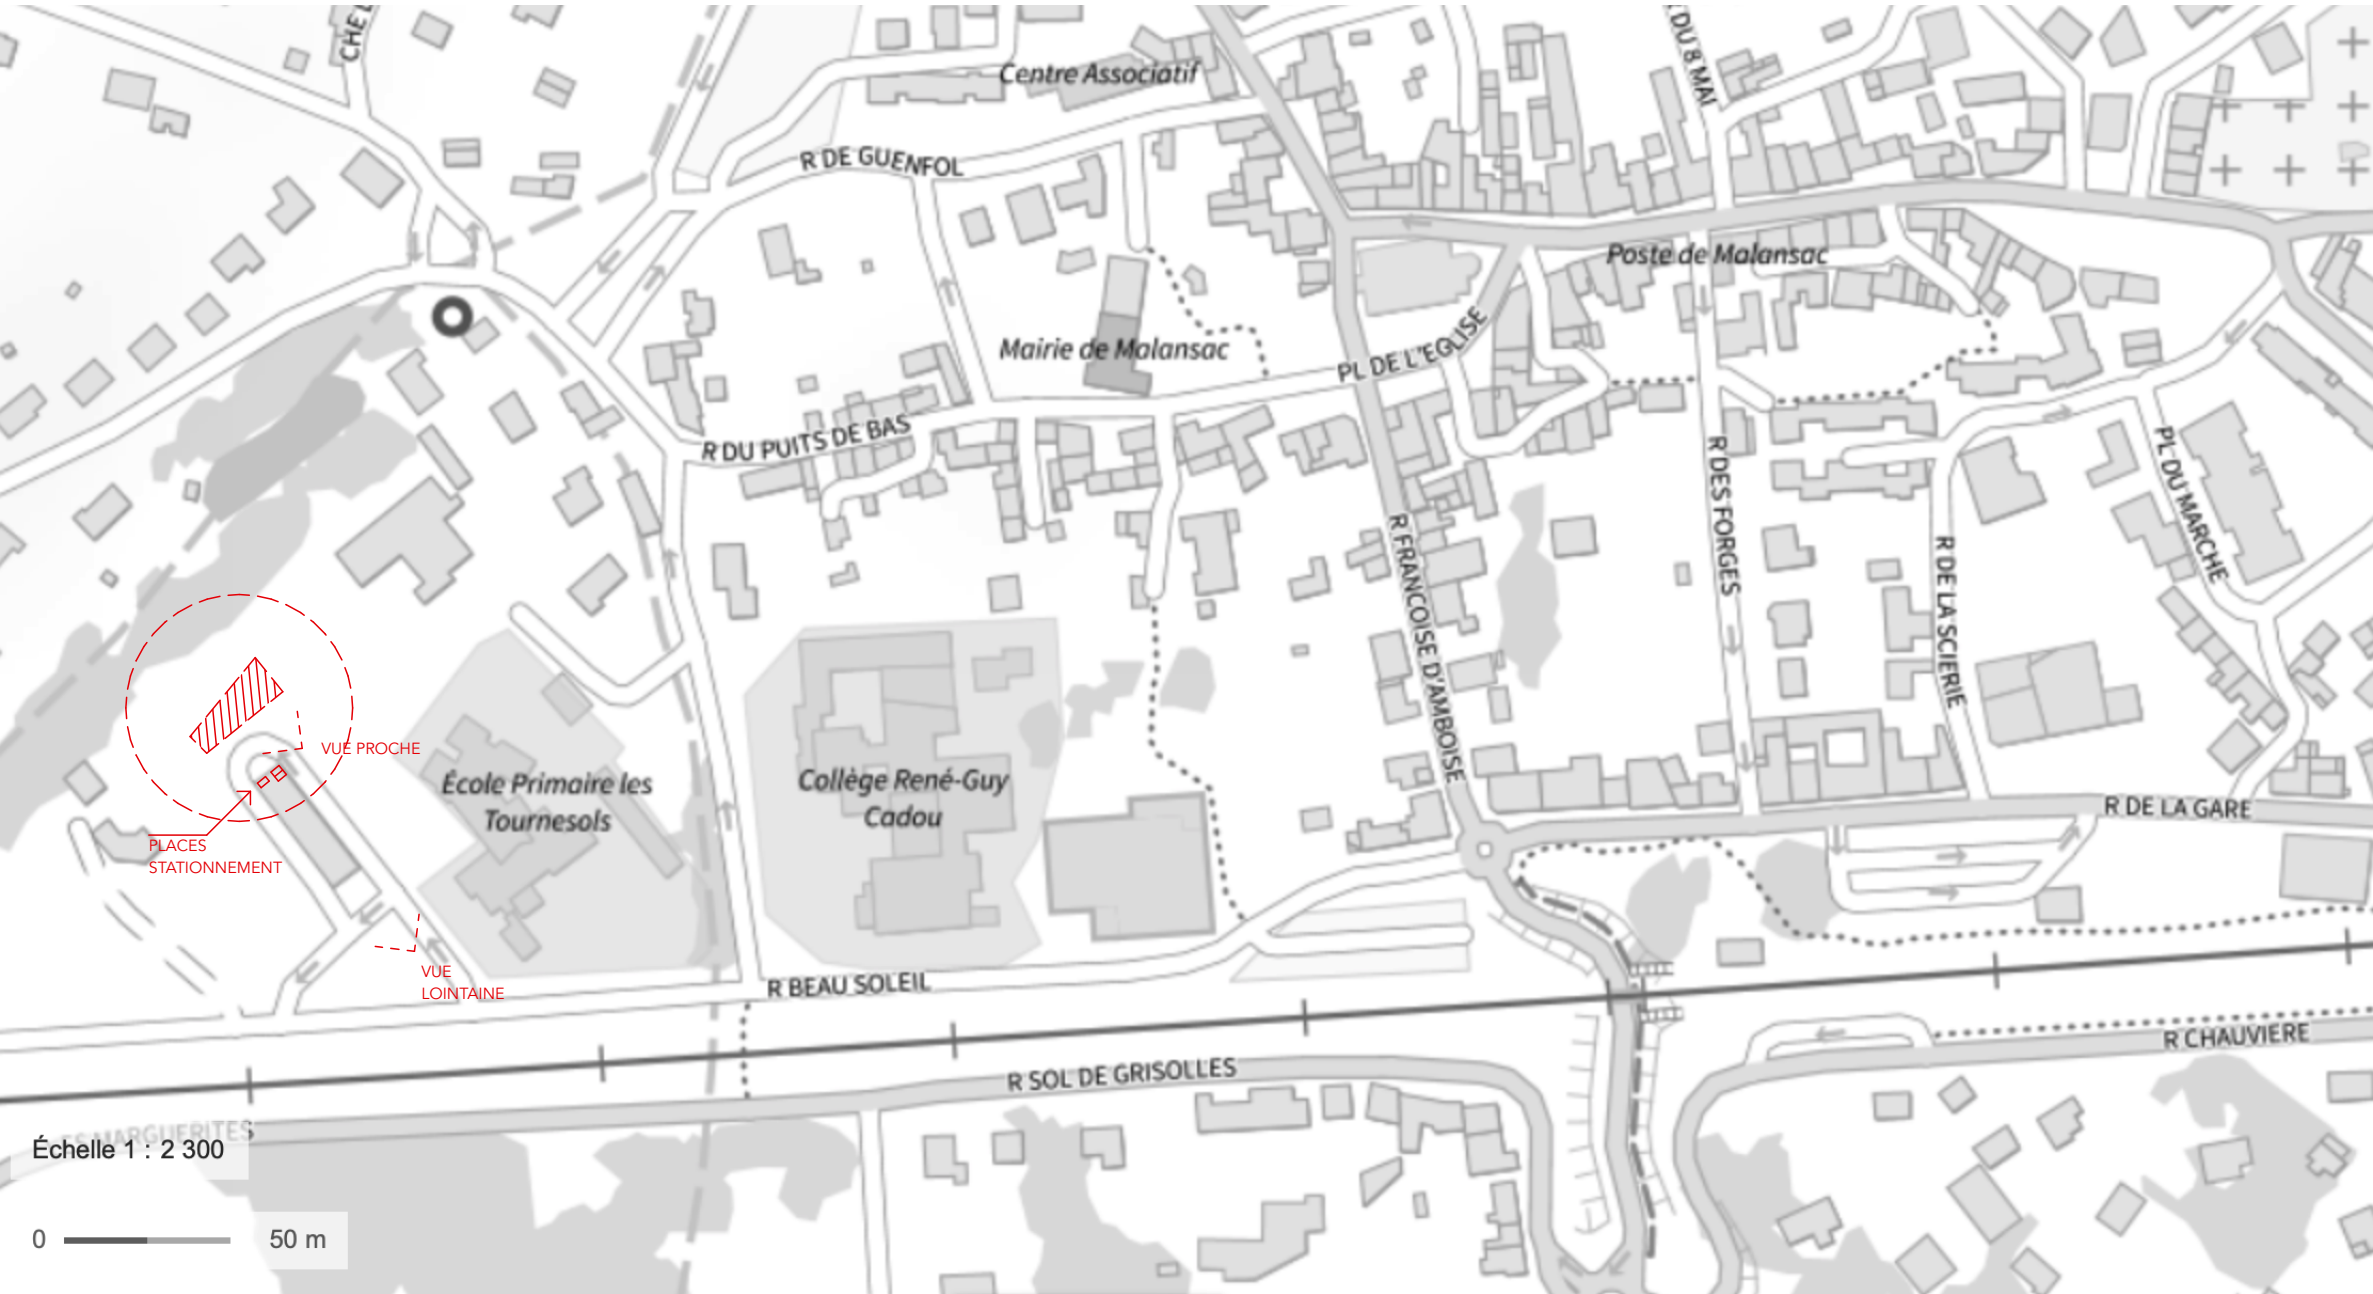 CHE
DU 8 MAI
Centre Associatif
R DE GUENFOL
Poste de Malansac
Mairie de Malansac
PL DE L'EGLISE
R DU PUITS DE BAS
R DES FORGES
PL DU MARCHE
R FRANCOISE D'AMBOISE
R DE LA SCIERIE
VUE PROCHE
École Primaire les
Tournesols
Collège René-Guy
Cadou
PLACES
STATIONNEMENT
R DE LA GARE
VUE
LOINTAINE
R BEAU SOLEIL
R CHAUVIERE
R SOL DE GRISOLLES
ES MARGUERITES
Échelle 1 : 2 300
0 50 m